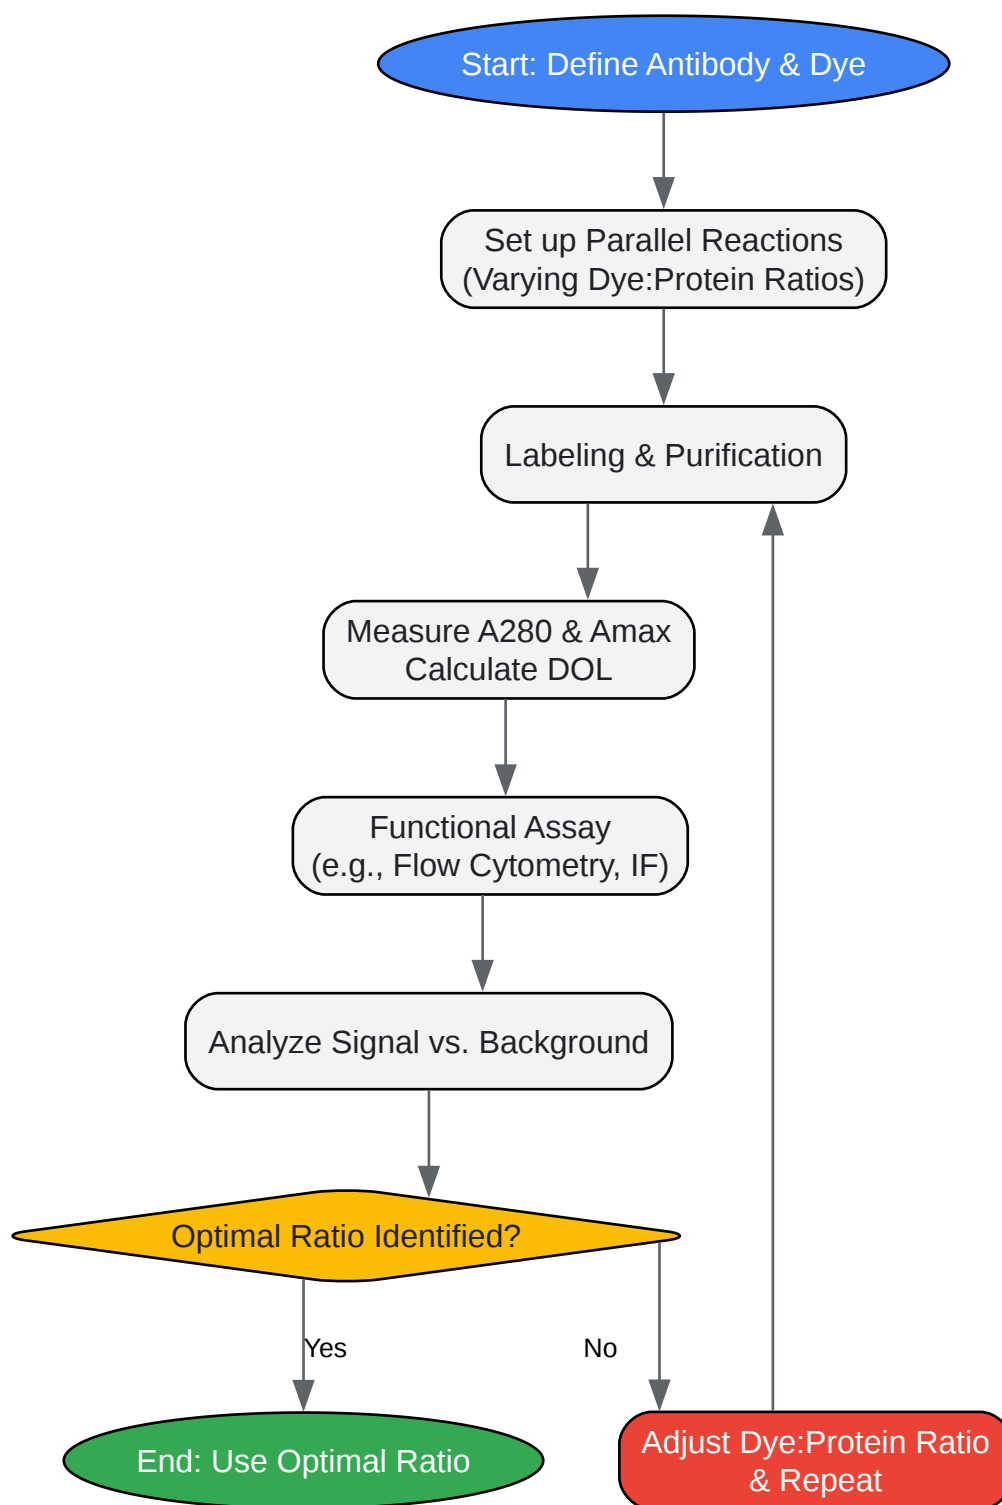 Start: Define Antibody & Dye
Set up Parallel Reactions
(Varying Dye:Protein Ratios)
Labeling & Purification
Measure A280 & Amax
Calculate DOL
Functional Assay
(e.g., Flow Cytometry, IF)
Analyze Signal vs. Background
Optimal Ratio Identified?
Yes
No
End: Use Optimal Ratio
Adjust Dye:Protein Ratio
& Repeat